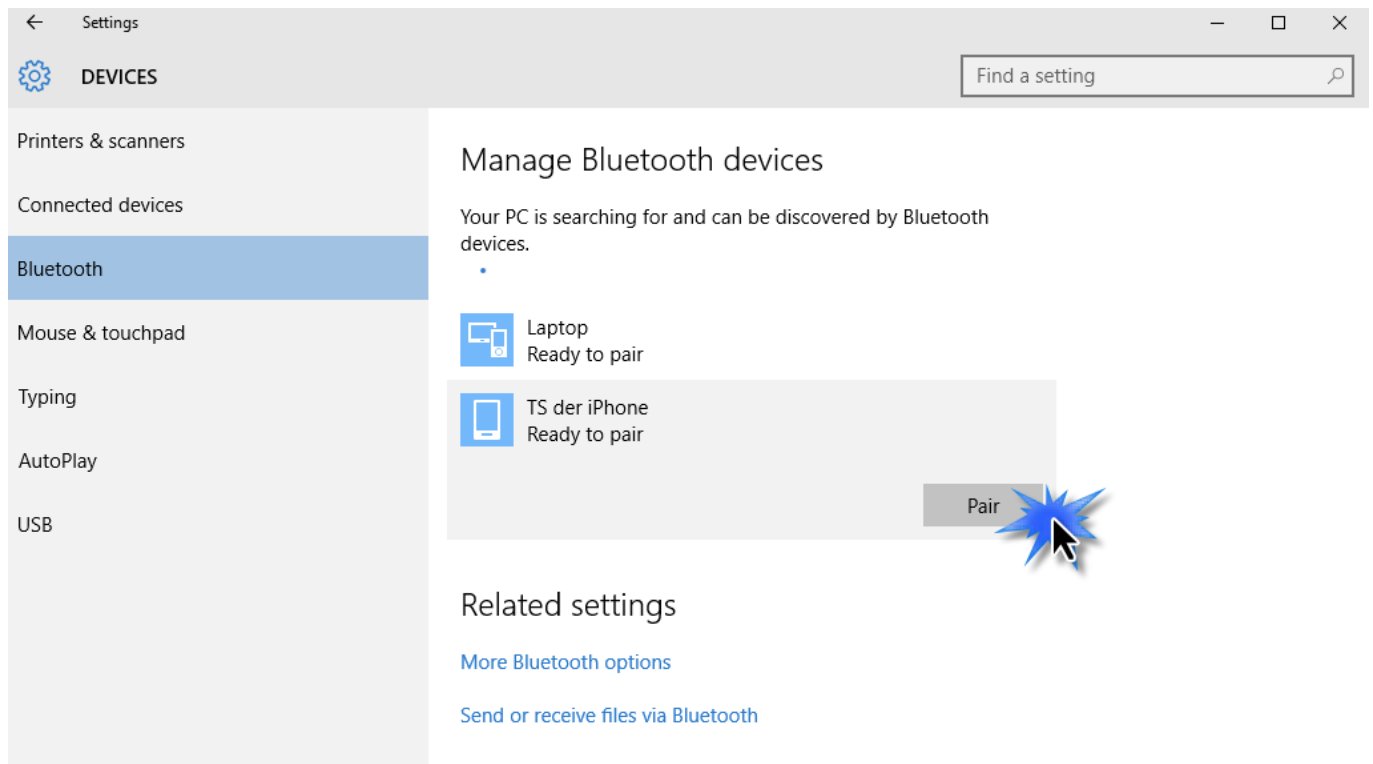 Settings
DEVICES
Find a setting
Printers & scanners
Connected devices
Bluetooth
Mouse & touchpad
Typing
AutoPlay
USB
Manage Bluetooth devices
Your PC is searching for and can be discovered by Bluetooth
devices.
Laptop
Ready to pair
TS der iPhone
Ready to pair
Pair
Related settings
More Bluetooth options
Send or receive files via Bluetooth